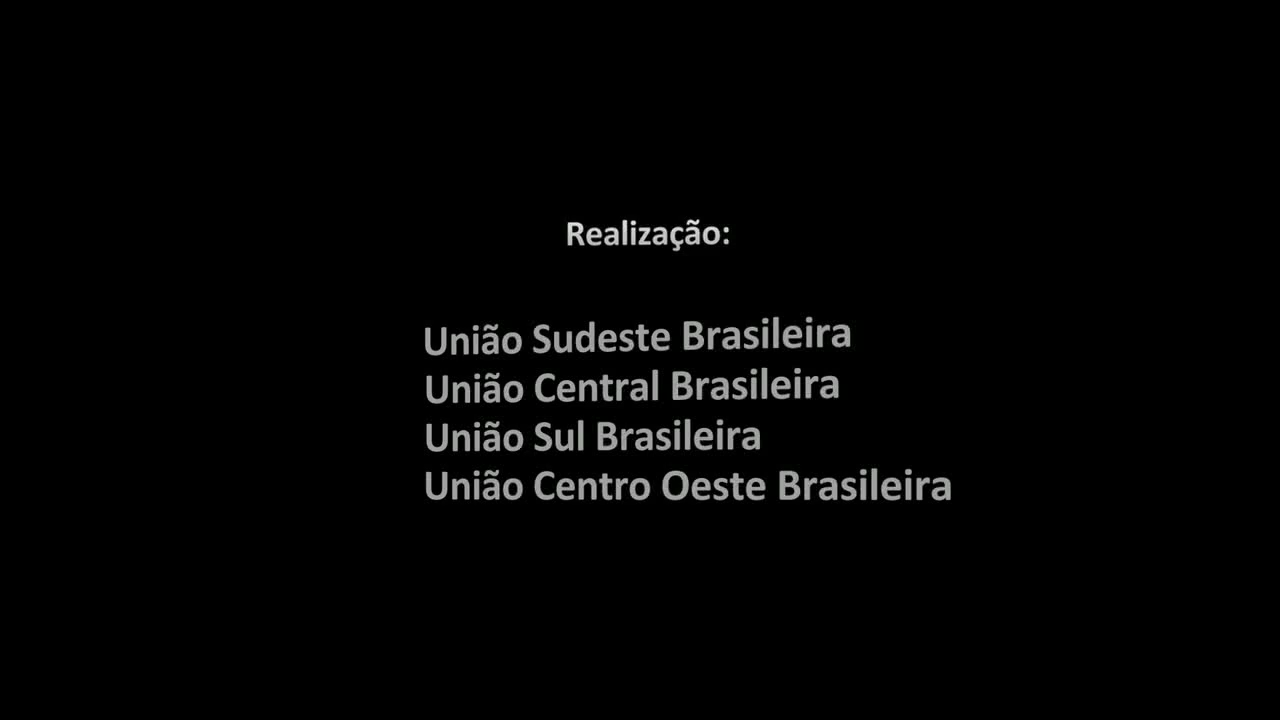 Realização:
União Sudeste Brasileira
União Central Brasileira
União Sul Brasileira
União Centro Oeste Brasileira